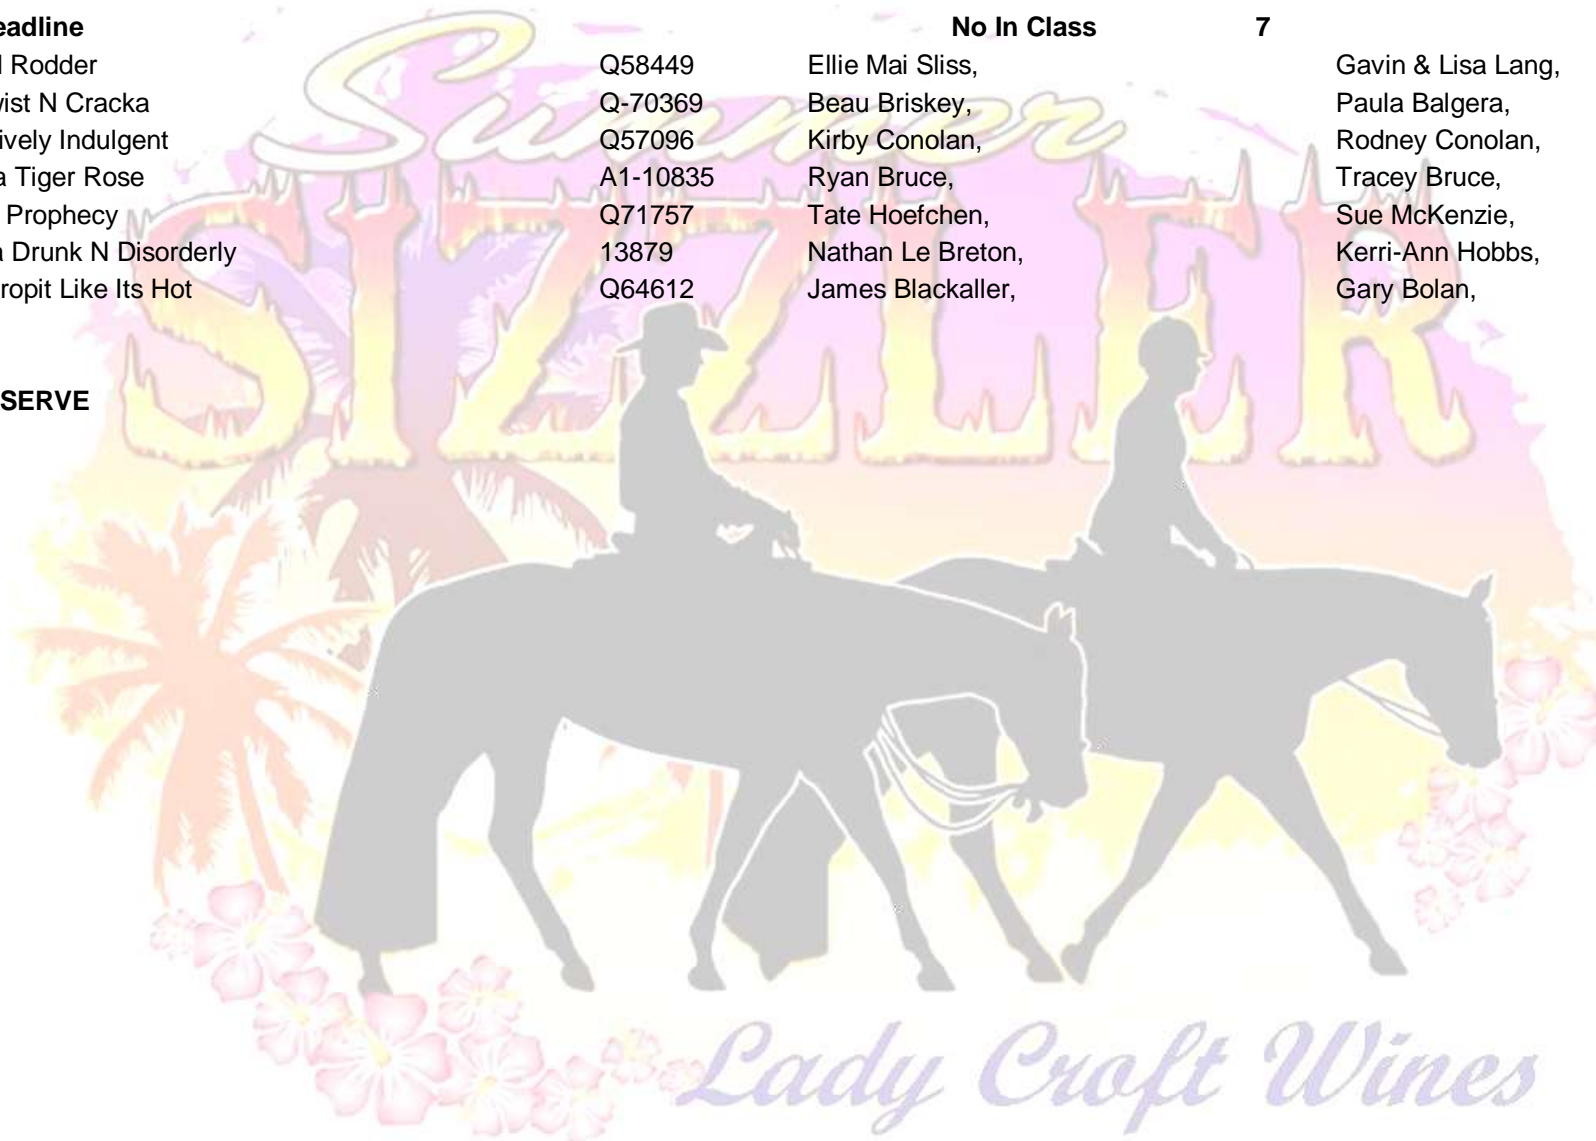 eadline No In Class 7
l Rodder Q58449 Ellie Mai Sliss, Gavin & Lisa Lang,
wist N Cracka Q-70369 Beau Briskey, Paula Balgera,
ively Indulgent Q57096 Kirby Conolan, Rodney Conolan,
a Tiger Rose A1-10835 Ryan Bruce, Tracey Bruce,
Prophecy Q71757 Tate Hoefchen, Sue McKenzie,
a Drunk N Disorderly 13879 Nathan Le Breton, Kerri-Ann Hobbs,
ropit Like Its Hot Q64612 James Blackaller, Gary Bolan,
SERVE
Summer
SIZZLER
Lady Croft Wines